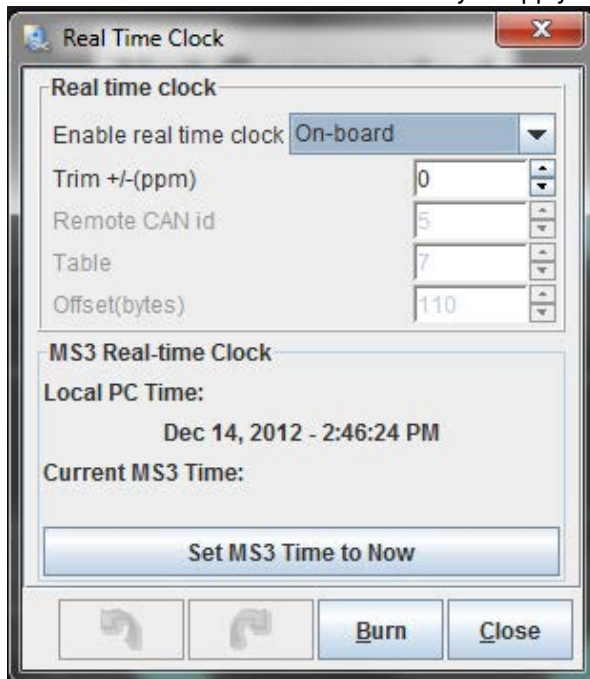 Real Time Clock
Real time clock
Enable real time clock On-board
Trim +/-(ppm) 0
Remote CAN id 5
Table 7
Offset(bytes) 110
MS3 Real-time Clock
Local PC Time:
Dec 14, 2012 - 2:46:24 PM
Current MS3 Time:
Set MS3 Time to Now
Burn Close